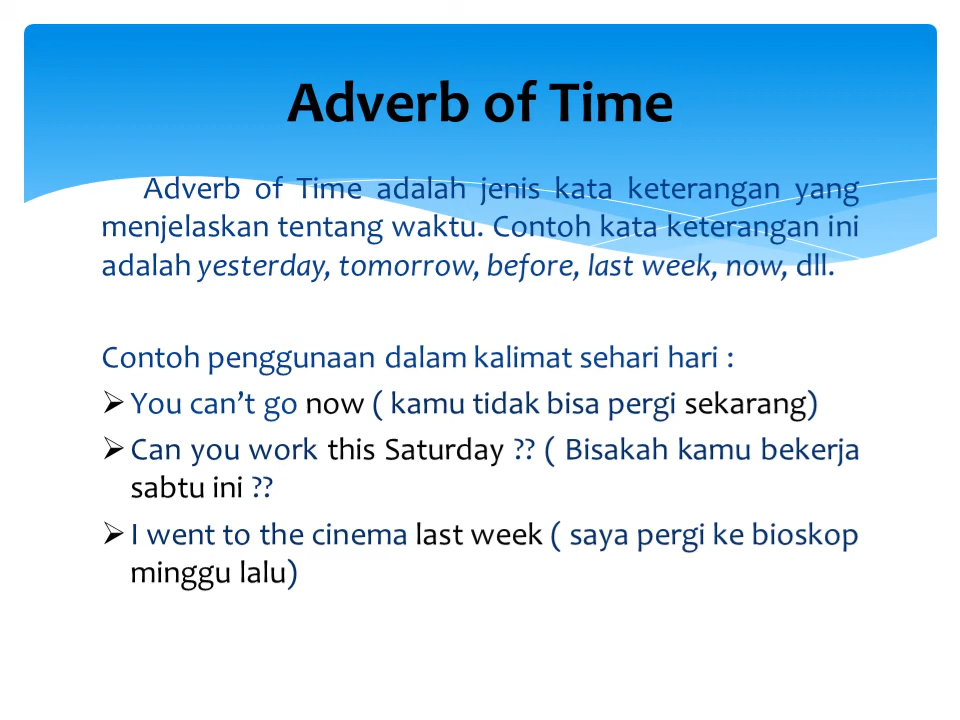 Adverb of Time
Adverb of Time adalah jenis kata keterangan yang
menjelaskan tentang waktu. Contoh kata keterangan ini
adalah yesterday, tomorrow, before, last week, now, dll.
Contoh penggunaan dalam kalimat sehari hari :
➢ You can’t go now ( kamu tidak bisa pergi sekarang)
➢ Can you work this Saturday ?? ( Bisakah kamu bekerja
sabtu ini ??
➢ I went to the cinema last week ( saya pergi ke bioskop
minggu lalu)